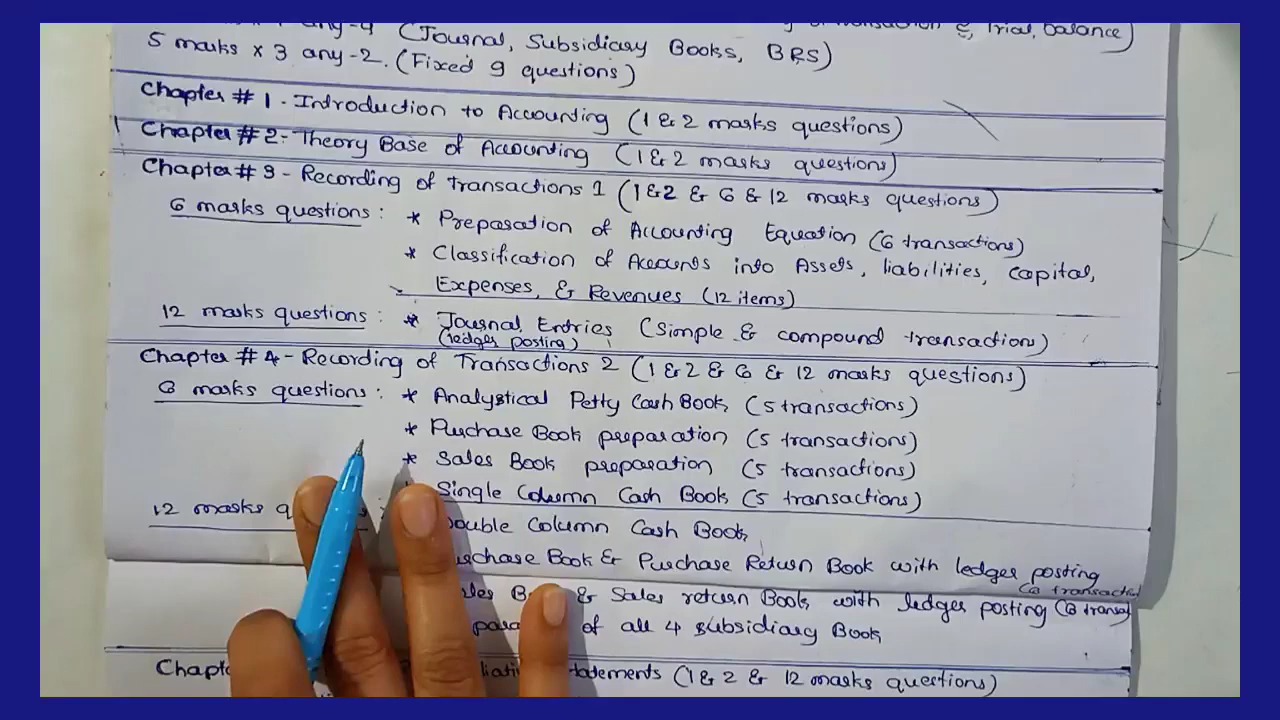 any-4 (Journal, Subsidiary Books, BRS) Trial balance)
5 marks x 3 any-2. (Fixed 9 questions)
Chapter # 1 - Introduction to Accounting (1 & 2 marks questions)
Chapter # 2 - Theory Base of Accounting (1 & 2 marks questions)
Chapter # 3 - Recording of Transactions 1 (1 & 2 & 6 & 12 marks questions)
6 marks questions : * Preparation of Accounting Equation (6 transactions)
* Classification of Accounts into Assets, liabilities, capital,
Expenses, & Revenues (12 items)
12 marks questions : * Journal Entries (Simple & compound transaction)
(ledger posting)
Chapter # 4 - Recording of Transactions 2 (1 & 2 & 6 & 12 marks questions)
6 marks questions : * Analystical Petty Cash Book (5 transactions)
* Purchase Book preparation (5 transactions)
* Sales Book preparation (5 transactions)
Single Column Cash Book (5 transactions)
12 marks
Column Cash Book
Book & Purchase Return Book with ledger posting
& Sales return Book with ledger posting
of all 4 subsidiary Book
(1 & 2 & 12 marks questions)